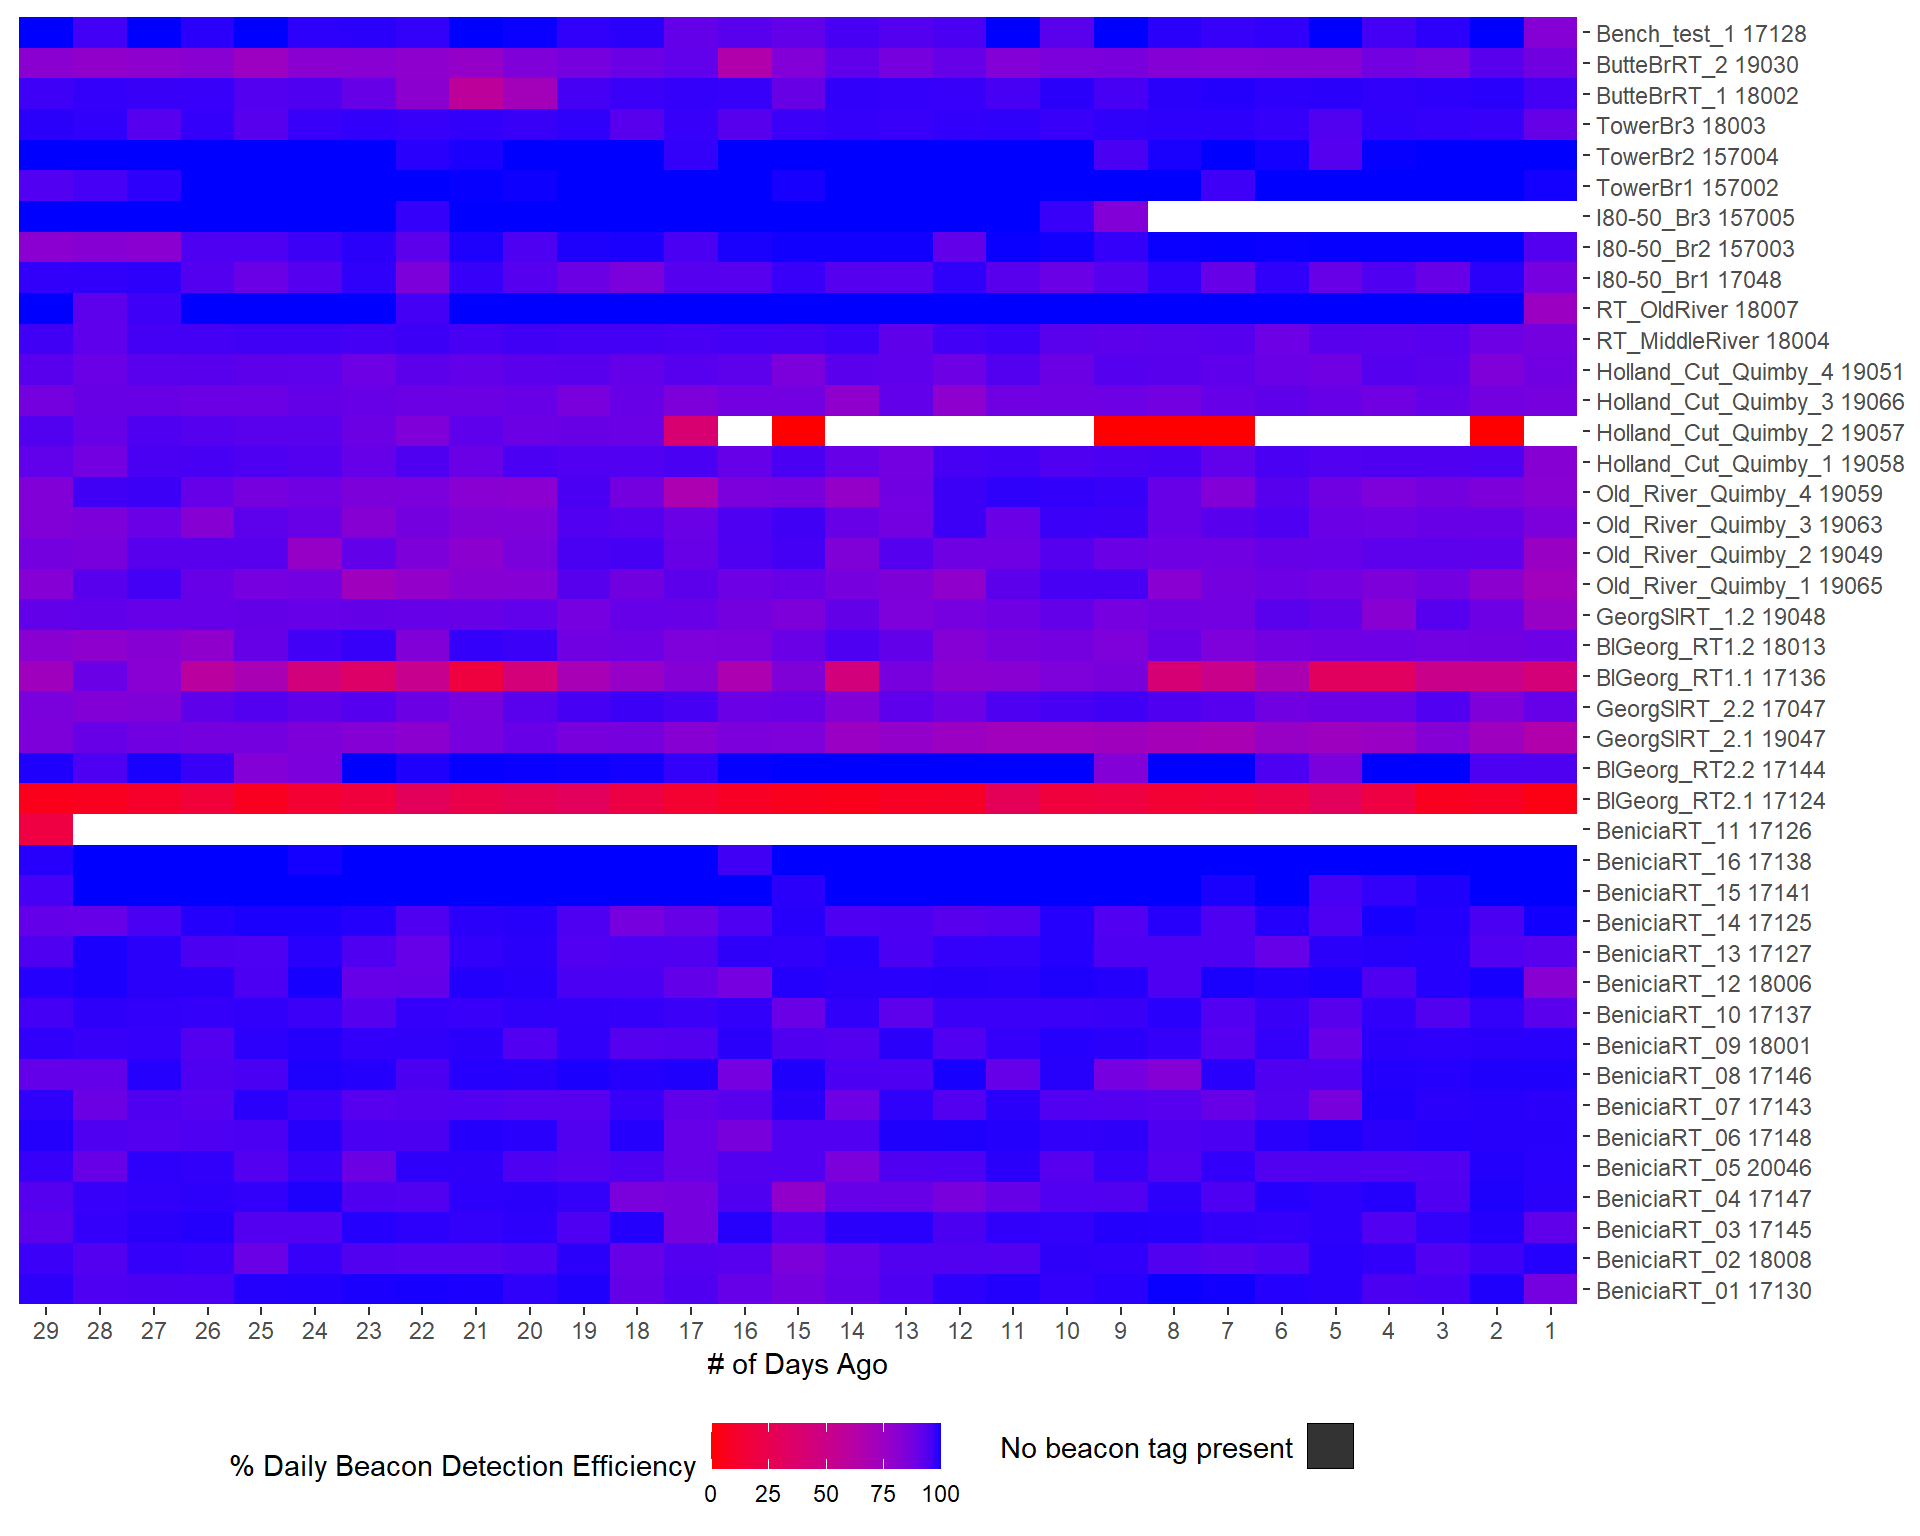 Bench_test_1 17128
ButteBrRT_2 19030
ButteBrRT_1 18002
TowerBr3 18003
TowerBr2 157004
TowerBr1 157002
I80-50_Br3 157005
I80-50_Br2 157003
I80-50_Br1 17048
RT_OldRiver 18007
RT_MiddleRiver 18004
Holland_Cut_Quimby_4 19051
Holland_Cut_Quimby_3 19066
Holland_Cut_Quimby_2 19057
Holland_Cut_Quimby_1 19058
Old_River_Quimby_4 19059
Old_River_Quimby_3 19063
Old_River_Quimby_2 19049
Old_River_Quimby_1 19065
GeorgSlRT_1.2 19048
BlGeorg_RT1.2 18013
BlGeorg_RT1.1 17136
GeorgSlRT_2.2 17047
GeorgSlRT_2.1 19047
BlGeorg_RT2.2 17144
BlGeorg_RT2.1 17124
BeniciaRT_11 17126
BeniciaRT_16 17138
BeniciaRT_15 17141
BeniciaRT_14 17125
BeniciaRT_13 17127
BeniciaRT_12 18006
BeniciaRT_10 17137
BeniciaRT_09 18001
BeniciaRT_08 17146
BeniciaRT_07 17143
BeniciaRT_06 17148
BeniciaRT_05 20046
BeniciaRT_04 17147
BeniciaRT_03 17145
BeniciaRT_02 18008
BeniciaRT_01 17130
29 28 27 26 25 24 23 22 21 20 19 18 17 16 15 14 13 12 11 10 9 8 7 6 5 4 3 2 1
# of Days Ago
% Daily Beacon Detection Efficiency
0 25 50 75 100
No beacon tag present